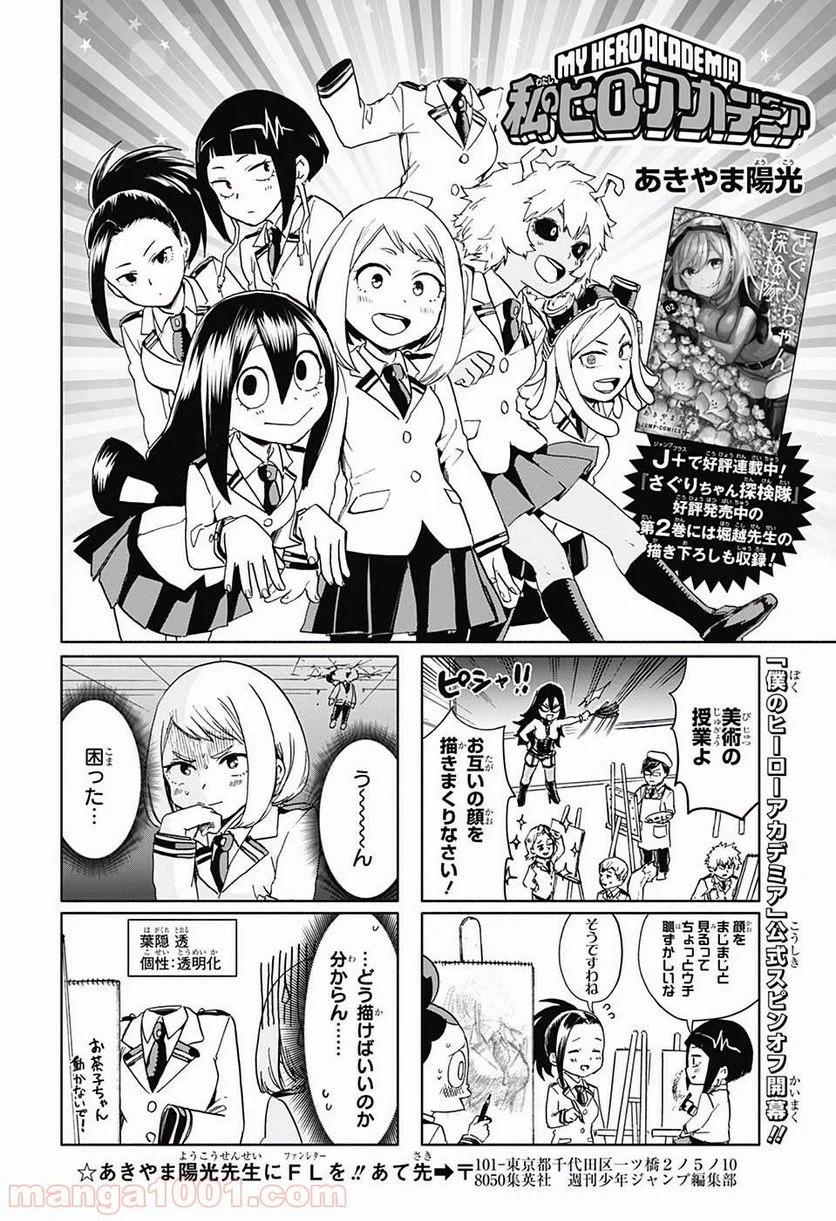 MY HERO ACADEMIA
私のヒーローアカデミア
あきやま陽光
さぐりちゃん
探検隊
02
あきやま陽光
JUMP COMICS
J+で好評連載中!
『さぐりちゃん探検隊』
好評発売中の
第2巻には堀越先生の
描き下ろしも収録!
『僕のヒーローアカデミア』公式スピンオフ開幕!!
美術の
授業よ
ピシャ!!
お互いの顔を
描きまくりなさい!
う〜〜〜〜ん
困った…
顔を
まじまじと
見るって
ちょっとウチ
恥ずかしいな
そうですわね
…どう描けばいいのか
分からん……
葉隠 透
個性:透明化
お茶子ちゃん
動かないで!
☆あきやま陽光先生にFLを!!あて先➡〒
101-東京都千代田区一ツ橋2ノ5ノ10
8050集英社 週刊少年ジャンプ編集部
manga1001.com